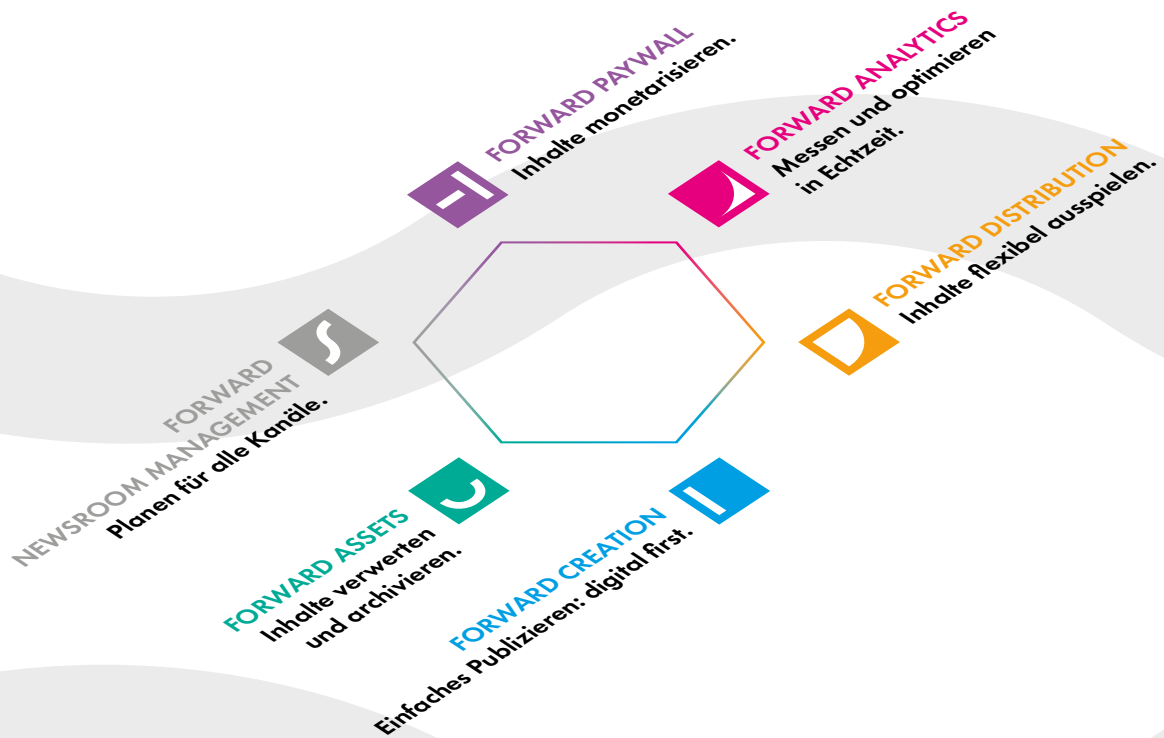 FORWARD PAYWALL
Inhalte monetarisieren.
FORWARD ANALYTICS
Messen und optimieren
in Echtzeit.
FORWARD DISTRIBUTION
Inhalte flexibel ausspielen.
FORWARD
NEWSROOM MANAGEMENT
Planen für alle Kanäle.
FORWARD ASSETS
Inhalte verwerten
und archivieren.
FORWARD CREATION
Einfaches Publizieren: digital first.